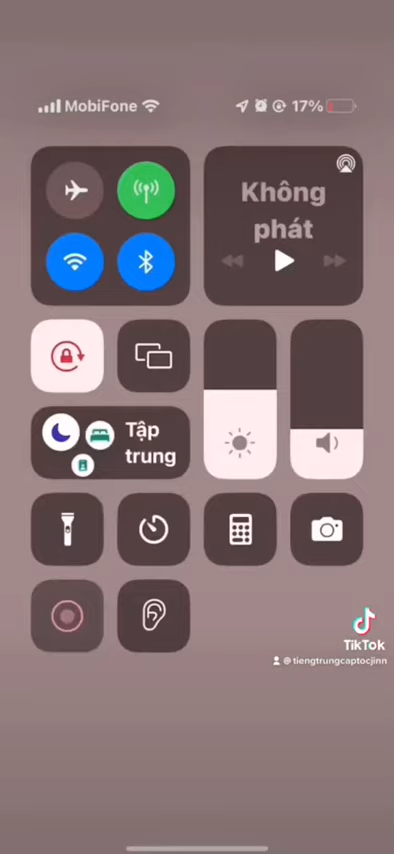 MobiFone
17%
Không
phát
Tập
trung
TikTok
@tiengtrungcaptocjinn